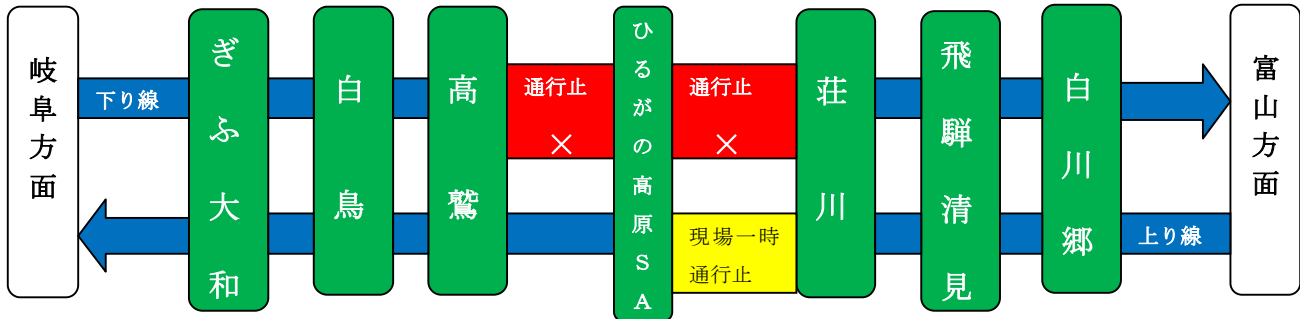 岐阜方面
下り線
ぎふ大和
白鳥
高鷲
通行止
×
ひるがの高原SA
通行止
×
現場一時
通行止
荘川
飛騨清見
白川郷
上り線
富山方面